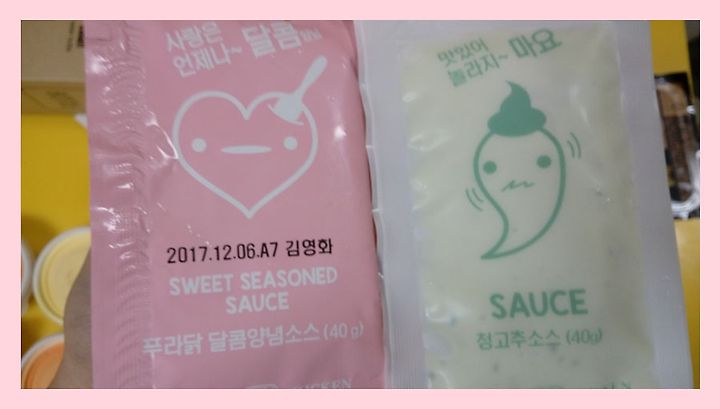 사랑은
언제나~ 달콤
2017.12.06.A7 김영화
SWEET SEASONED
SAUCE
푸라닭 달콤양념소스 (40 g)
CHICKEN
맛있어
놀라지~ 마요
SAUCE
청고추소스 (40g)